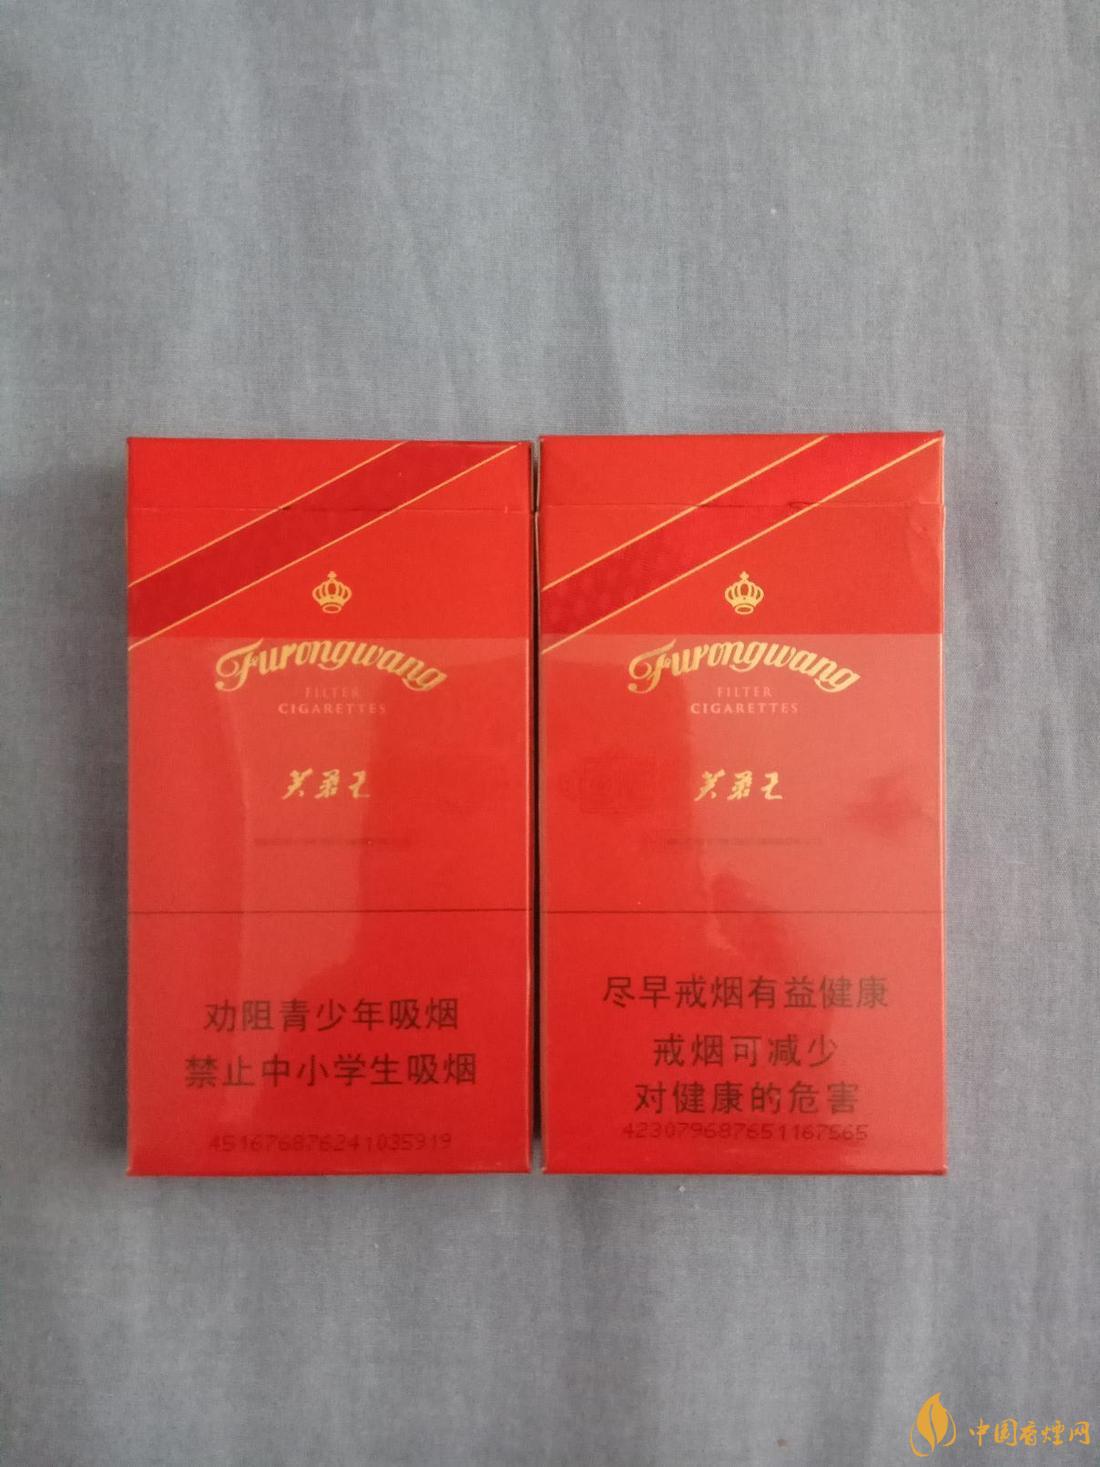 Furongwang
FILTER
CIGARETTES
芙蓉王
劝阻青少年吸烟
禁止中小学生吸烟
451676876241035919
Furongwang
FILTER
CIGARETTES
芙蓉王
尽早戒烟有益健康
戒烟可减少
对健康的危害
423079687651167565
中国香煙网